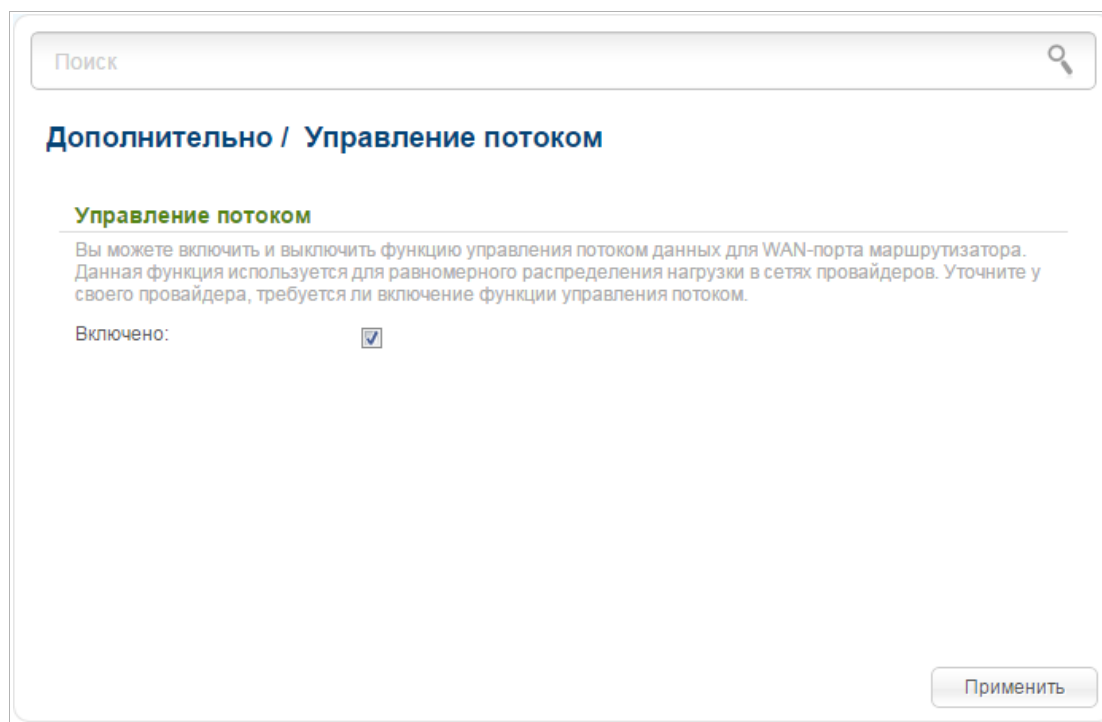 Поиск
Дополнительно / Управление потоком
Управление потоком
Вы можете включить и выключить функцию управления потоком данных для WAN-порта маршрутизатора.
Данная функция используется для равномерного распределения нагрузки в сетях провайдеров. Уточните у
своего провайдера, требуется ли включение функции управления потоком.
Включено:
Применить